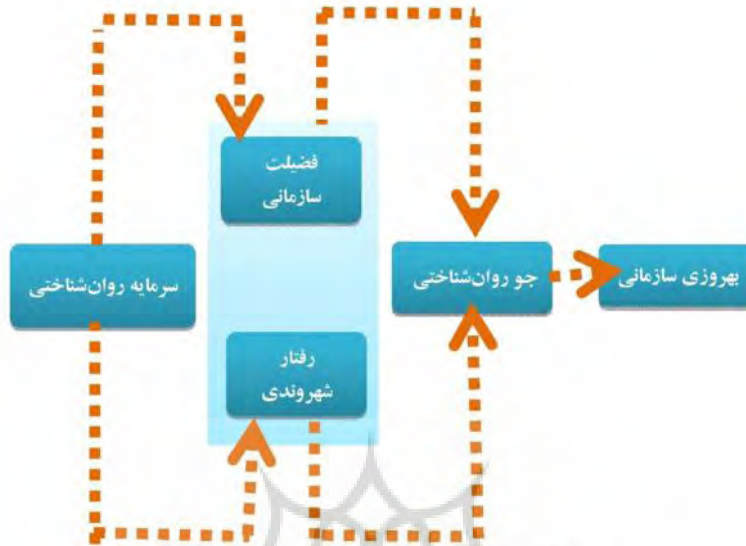 فضیلت
سازمانی
سرمایه روان‌شناختی
جو روان‌شناختی
بهروزی سازمانی
رفتار
شهروندی